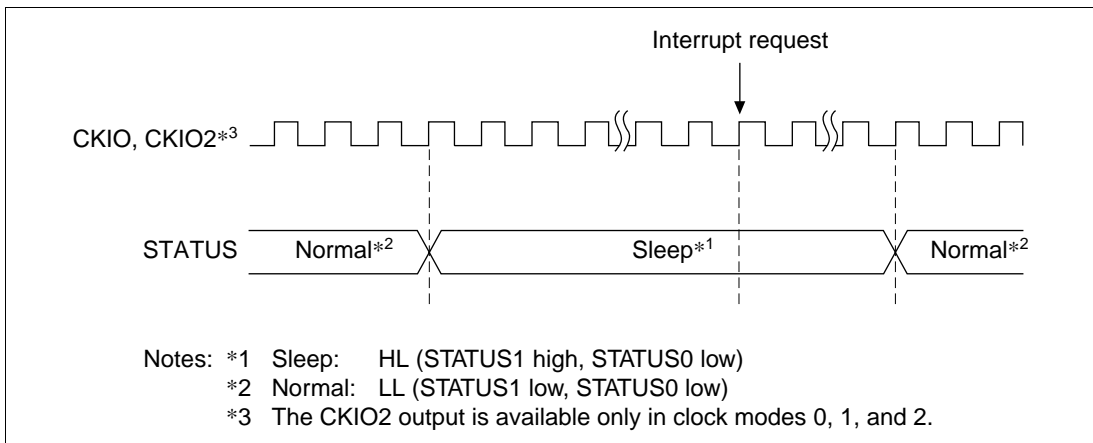 Interrupt request
CKIO, CKIO2*3
STATUS Normal*2 Sleep*1 Normal*2
Notes: *1 Sleep: HL (STATUS1 high, STATUS0 low)
*2 Normal: LL (STATUS1 low, STATUS0 low)
*3 The CKIO2 output is available only in clock modes 0, 1, and 2.